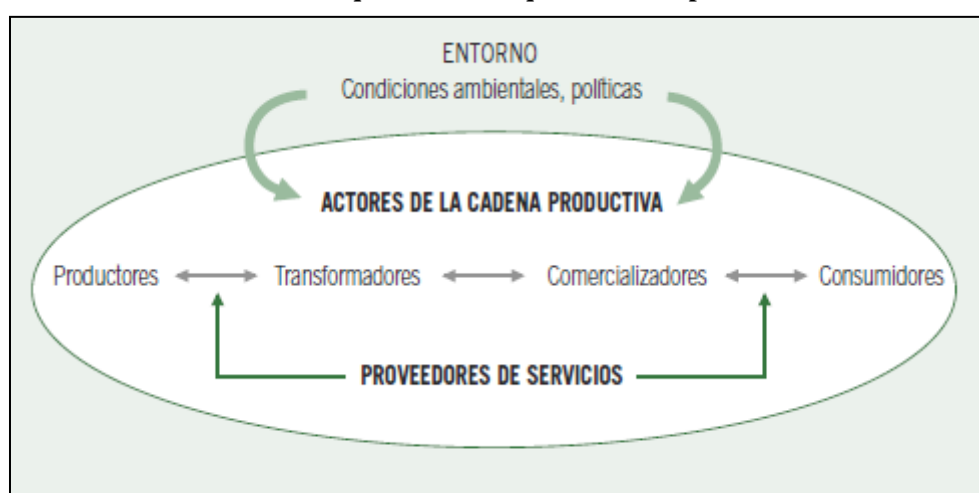 ENTORNO
Condiciones ambientales, políticas
ACTORES DE LA CADENA PRODUCTIVA
Productores Transformadores Comercializadores Consumidores
PROVEEDORES DE SERVICIOS